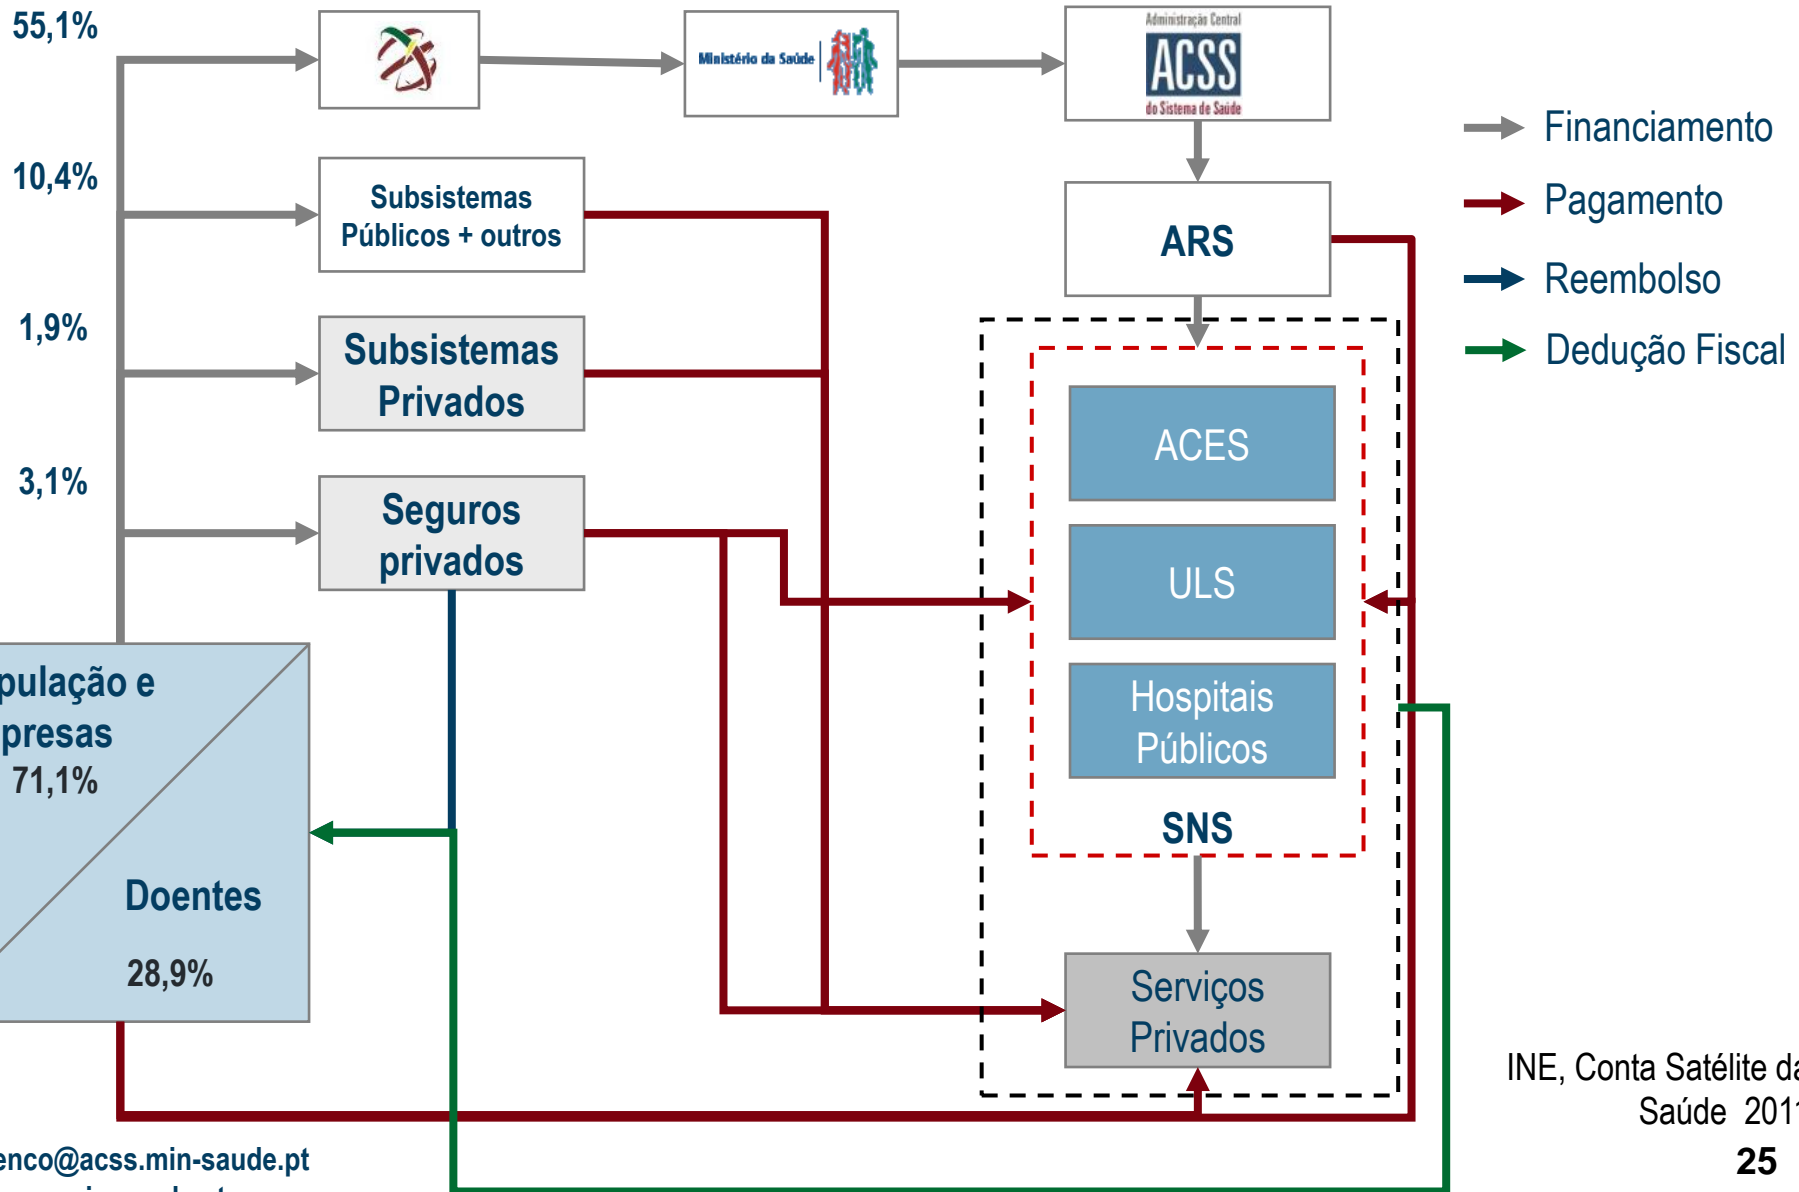 55,1%
10,4%
1,9%
3,1%
Ministério da Saúde
Administração Central
ACSS
do Sistema de Saúde
Subsistemas
Públicos + outros
Subsistemas
Privados
Seguros
privados
ARS
ACES
ULS
Hospitais
Públicos
SNS
Serviços
Privados
Financiamento
Pagamento
Reembolso
Dedução Fiscal
pulação e
presas
71,1%
Doentes
28,9%
INE, Conta Satélite da
Saúde 2011
25
enco@acss.min-saude.pt